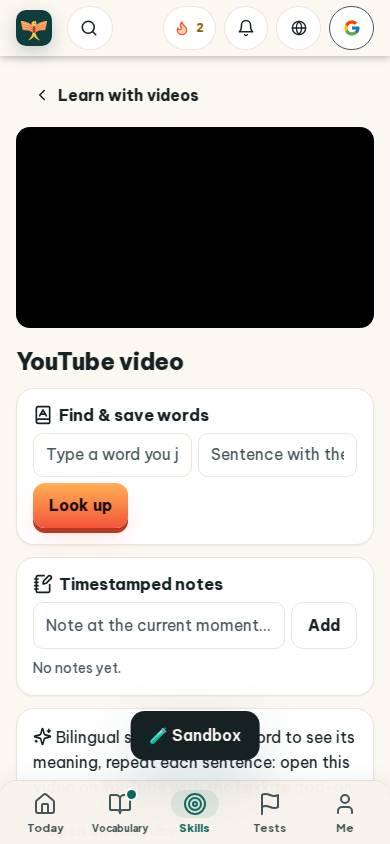 2
Learn with videos
YouTube video
Find & save words
Type a word you j
Sentence with the
Look up
Timestamped notes
Note at the current moment...
Add
No notes yet.
Bilingual
ord to see its
🧪 Sandbox
meaning, repeat each sentence: open this
Today
Vocabulary
Skills
Tests
Me